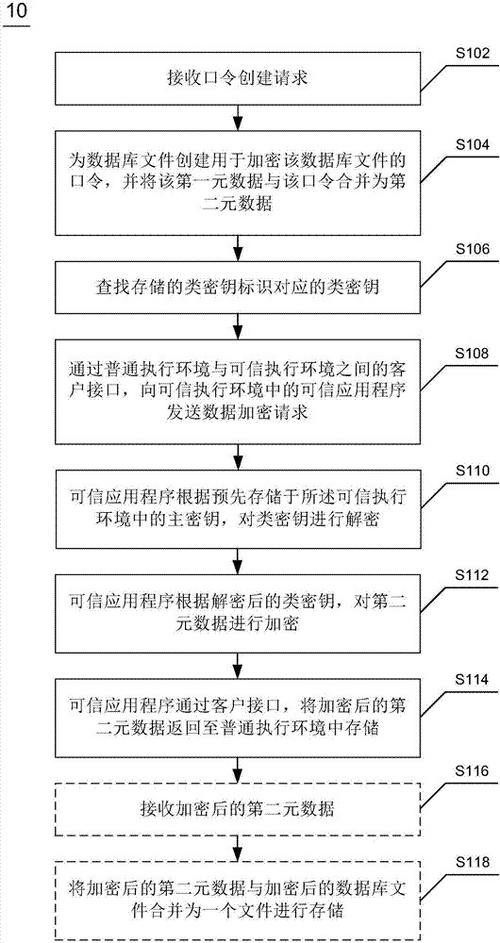 10
S102
接收口令创建请求
S104
为数据库文件创建用于加密该数据库文件的
口令，并将该第一元数据与该口令合并为第
二元数据
S106
查找存储的类密钥标识对应的类密钥
S108
通过普通执行环境与可信执行环境之间的客
户接口，向可信执行环境中的可信应用程序
发送数据加密请求
S110
可信应用程序根据预先存储于所述可信执行
环境中的主密钥，对类密钥进行解密
S112
可信应用程序根据解密后的类密钥，对第二
元数据进行加密
S114
可信应用程序通过客户接口，将加密后的第
二元数据返回至普通执行环境中存储
S116
接收加密后的第二元数据
S118
将加密后的第二元数据与加密后的数据库文
件合并为一个文件进行存储